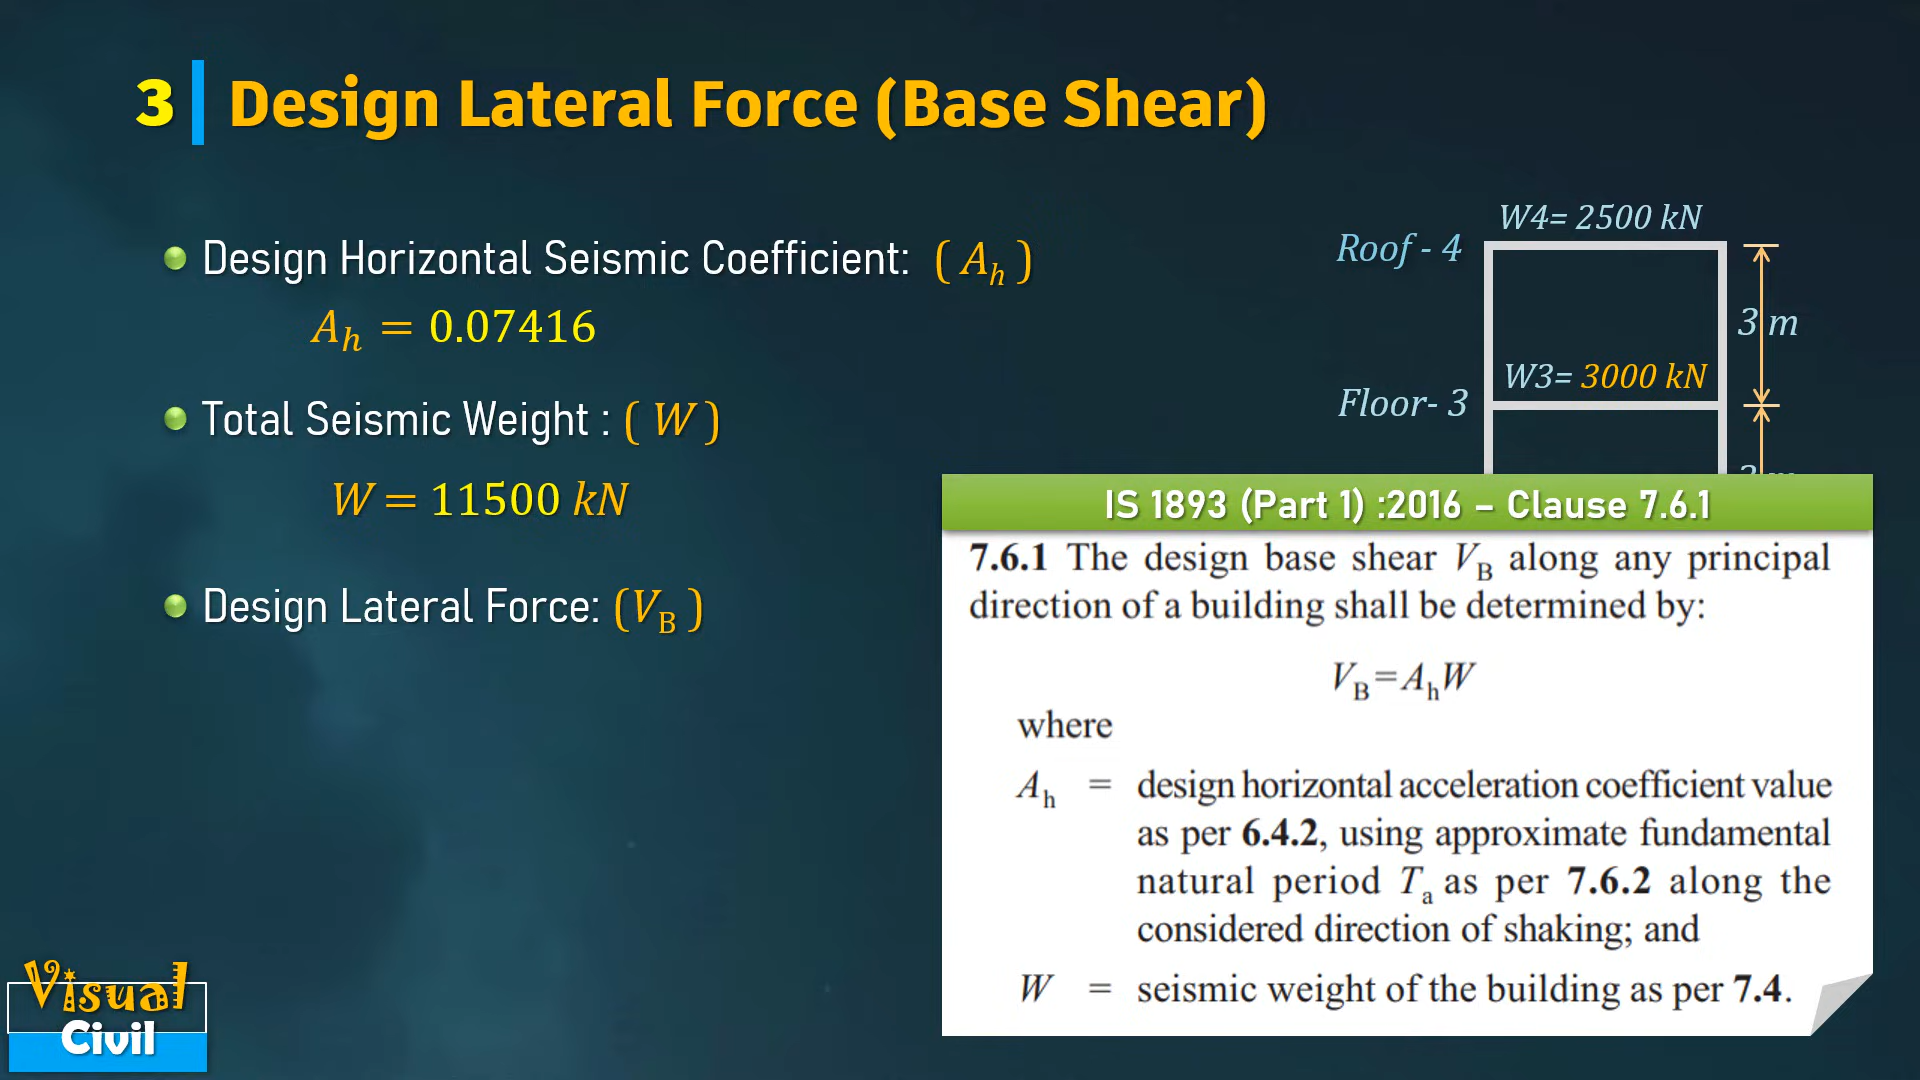 3 Design Lateral Force (Base Shear)
Design Horizontal Seismic Coefficient: ( Aₕ )
Aₕ = 0.07416
Total Seismic Weight : ( W )
W = 11500 kN
Design Lateral Force: (V_B )
W4= 2500 kN
Roof - 4
3 m
W3= 3000 kN
Floor- 3
IS 1893 (Part 1) :2016 – Clause 7.6.1
7.6.1 The design base shear V_B along any principal
direction of a building shall be determined by:
V_B = AₕW
where
Aₕ = design horizontal acceleration coefficient value
as per 6.4.2, using approximate fundamental
natural period Tₐ as per 7.6.2 along the
considered direction of shaking; and
W = seismic weight of the building as per 7.4.
Visual
Civil